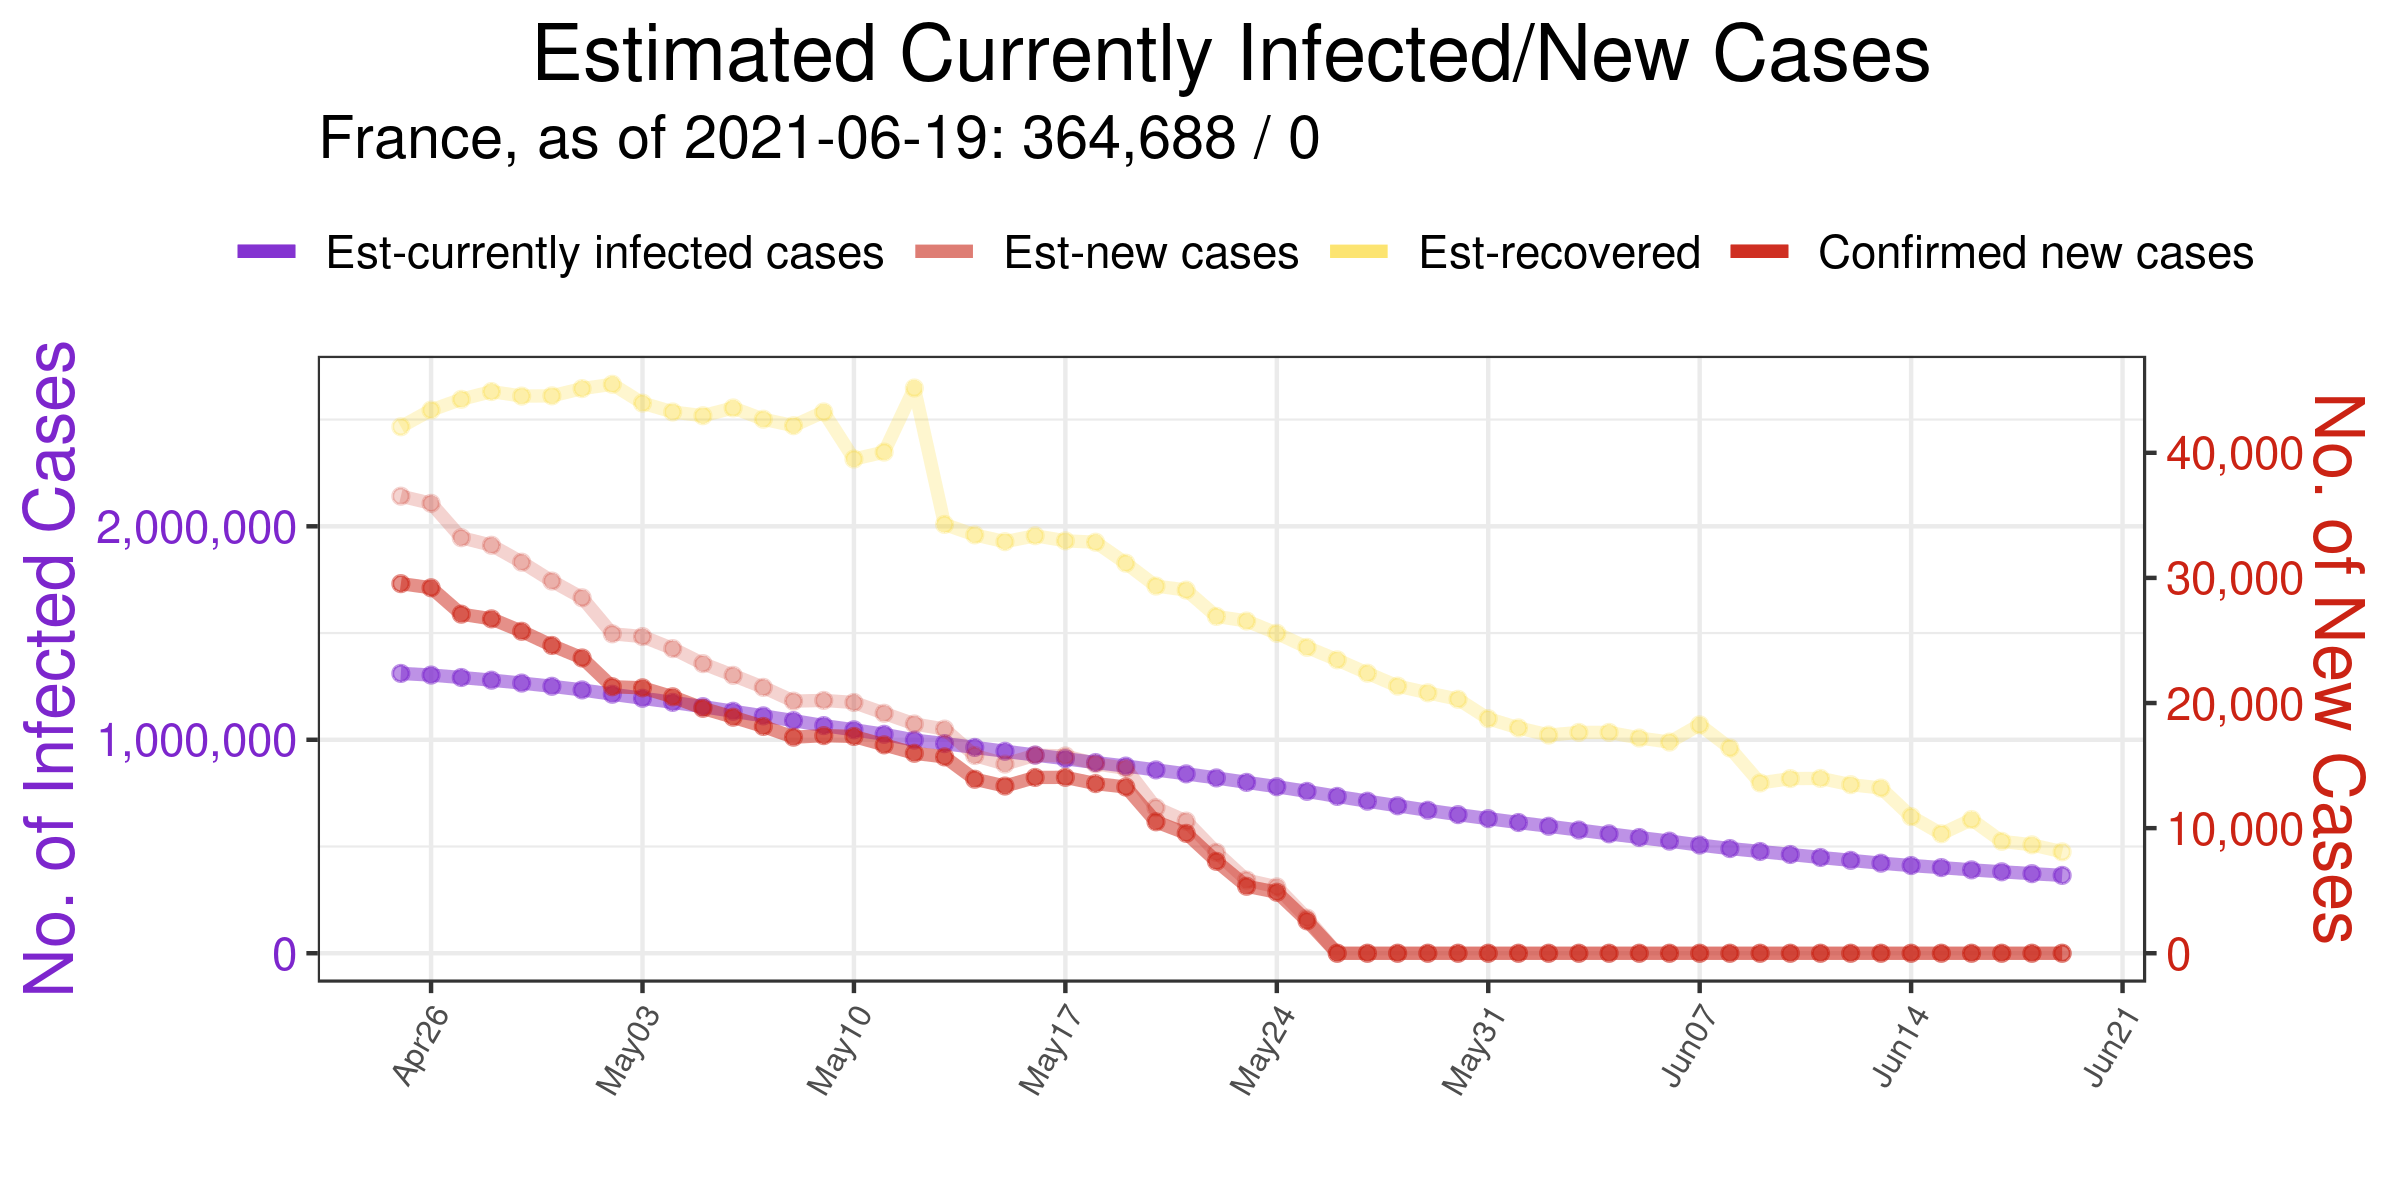 Estimated Currently Infected/New Cases
France, as of 2021-06-19: 364,688 / 0
Est-currently infected cases Est-new cases Est-recovered Confirmed new cases
No. of Infected Cases
2,000,000
1,000,000
0
40,000
30,000
20,000
10,000
0
No. of New Cases
Apr26 May03 May10 May17 May24 May31 Jun07 Jun14 Jun21